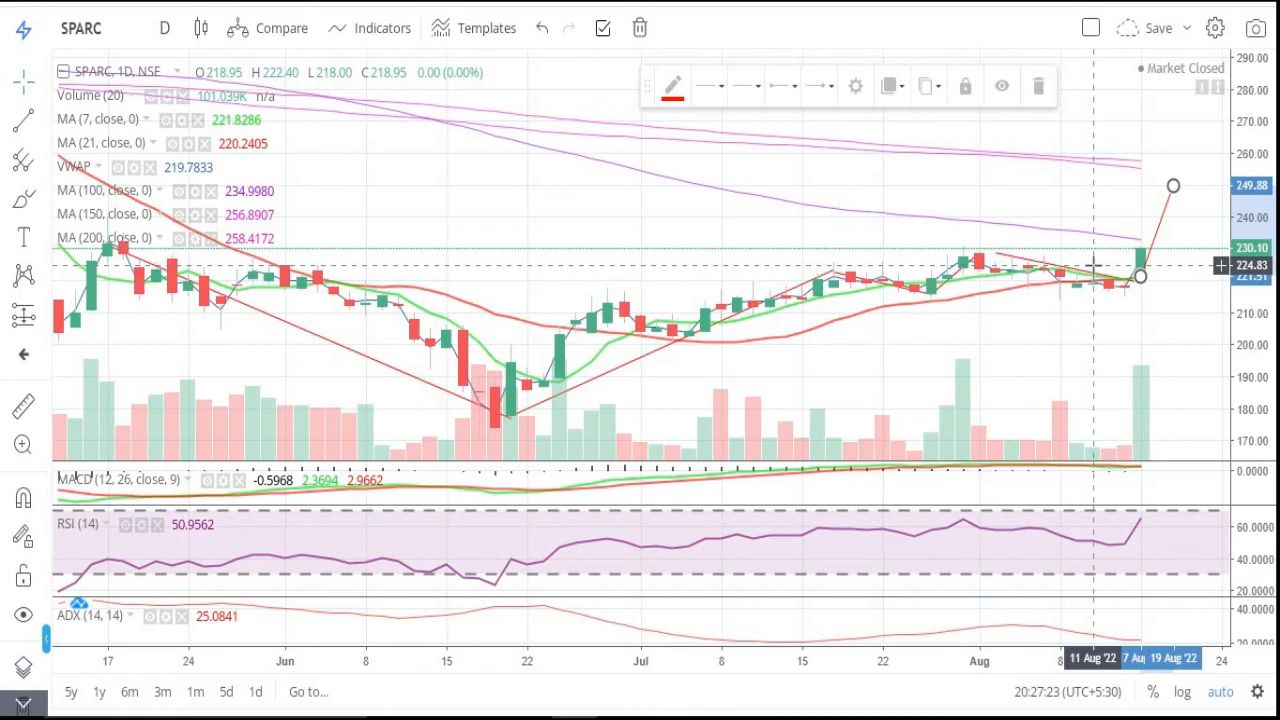 SPARC D Compare Indicators Templates Save
SPARC, 1D, NSE O 218.95 H 222.40 L 218.00 C 218.95 0.00 (0.00%)
Market Closed
Volume (20) 101.039K n/a
MA (7, close, 0) 221.8286
MA (21, close, 0) 220.2405
VWAP 219.7833
MA (100, close, 0) 234.9980
MA (150, close, 0) 256.8907
MA (200, close, 0) 258.4172
290.00
280.00
270.00
260.00
249.88
240.00
230.10
224.83
210.00
200.00
190.00
180.00
170.00
MACD (12, 26, close, 9) -0.5968 2.3694 2.9662
0.0000
RSI (14) 50.9562
60.0000
40.0000
20.0000
ADX (14, 14) 25.0841
40.0000
20.0000
17 24 Jun 8 15 22 Jul 8 15 22 Aug 8 11 Aug '22 19 Aug '22 24
5y 1y 6m 3m 1m 5d 1d Go to... 20:27:23 (UTC+5:30) % log auto